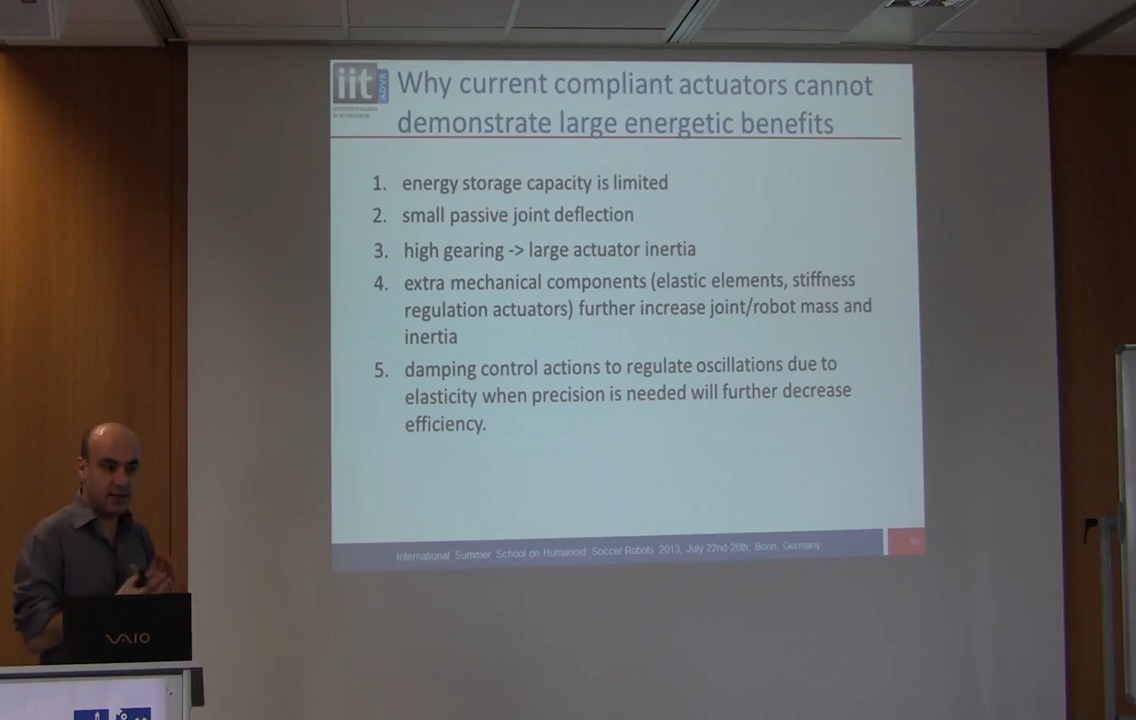 iit
ADVR
Why current compliant actuators cannot
demonstrate large energetic benefits
1. energy storage capacity is limited
2. small passive joint deflection
3. high gearing -> large actuator inertia
4. extra mechanical components (elastic elements, stiffness
regulation actuators) further increase joint/robot mass and
inertia
5. damping control actions to regulate oscillations due to
elasticity when precision is needed will further decrease
efficiency.
International Summer School on Humanoid Soccer Robots 2013, July 22nd-26th, Bonn, Germany
90
VAIO